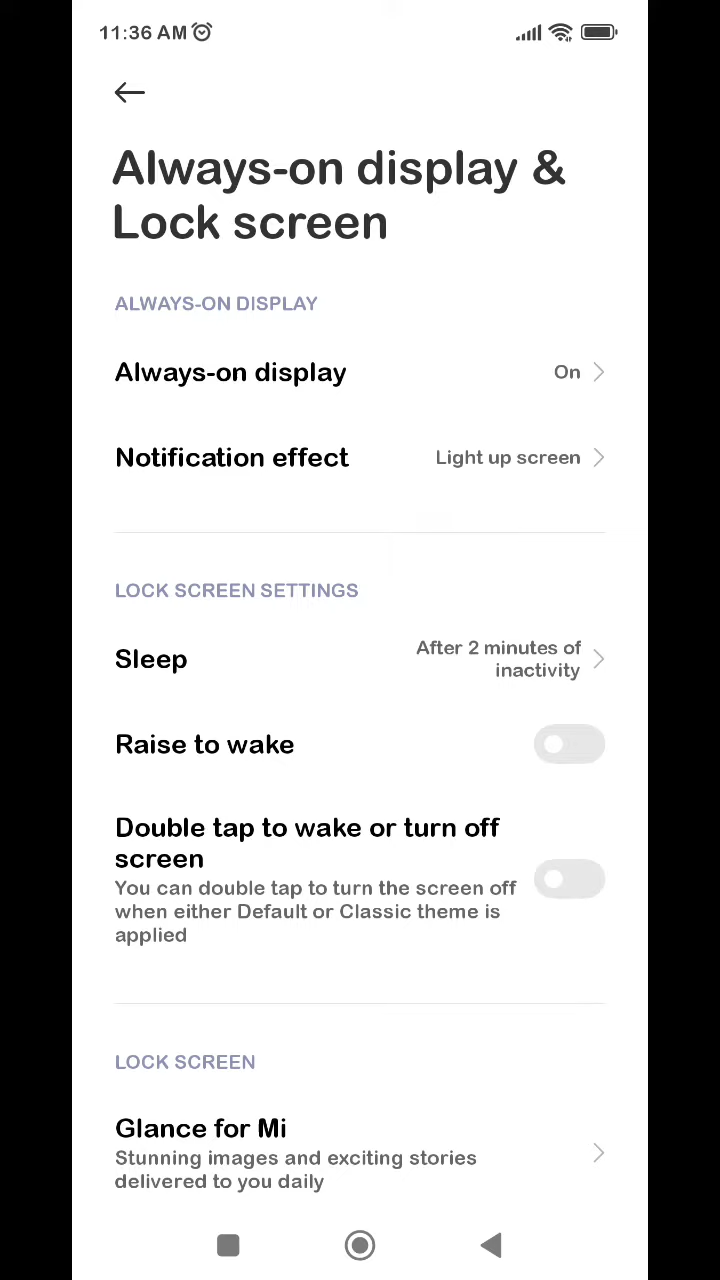 11:36 AM
Always-on display &
Lock screen
ALWAYS-ON DISPLAY
Always-on display
On
Notification effect
Light up screen
LOCK SCREEN SETTINGS
Sleep
After 2 minutes of
inactivity
Raise to wake
Double tap to wake or turn off
screen
You can double tap to turn the screen off
when either Default or Classic theme is
applied
LOCK SCREEN
Glance for Mi
Stunning images and exciting stories
delivered to you daily